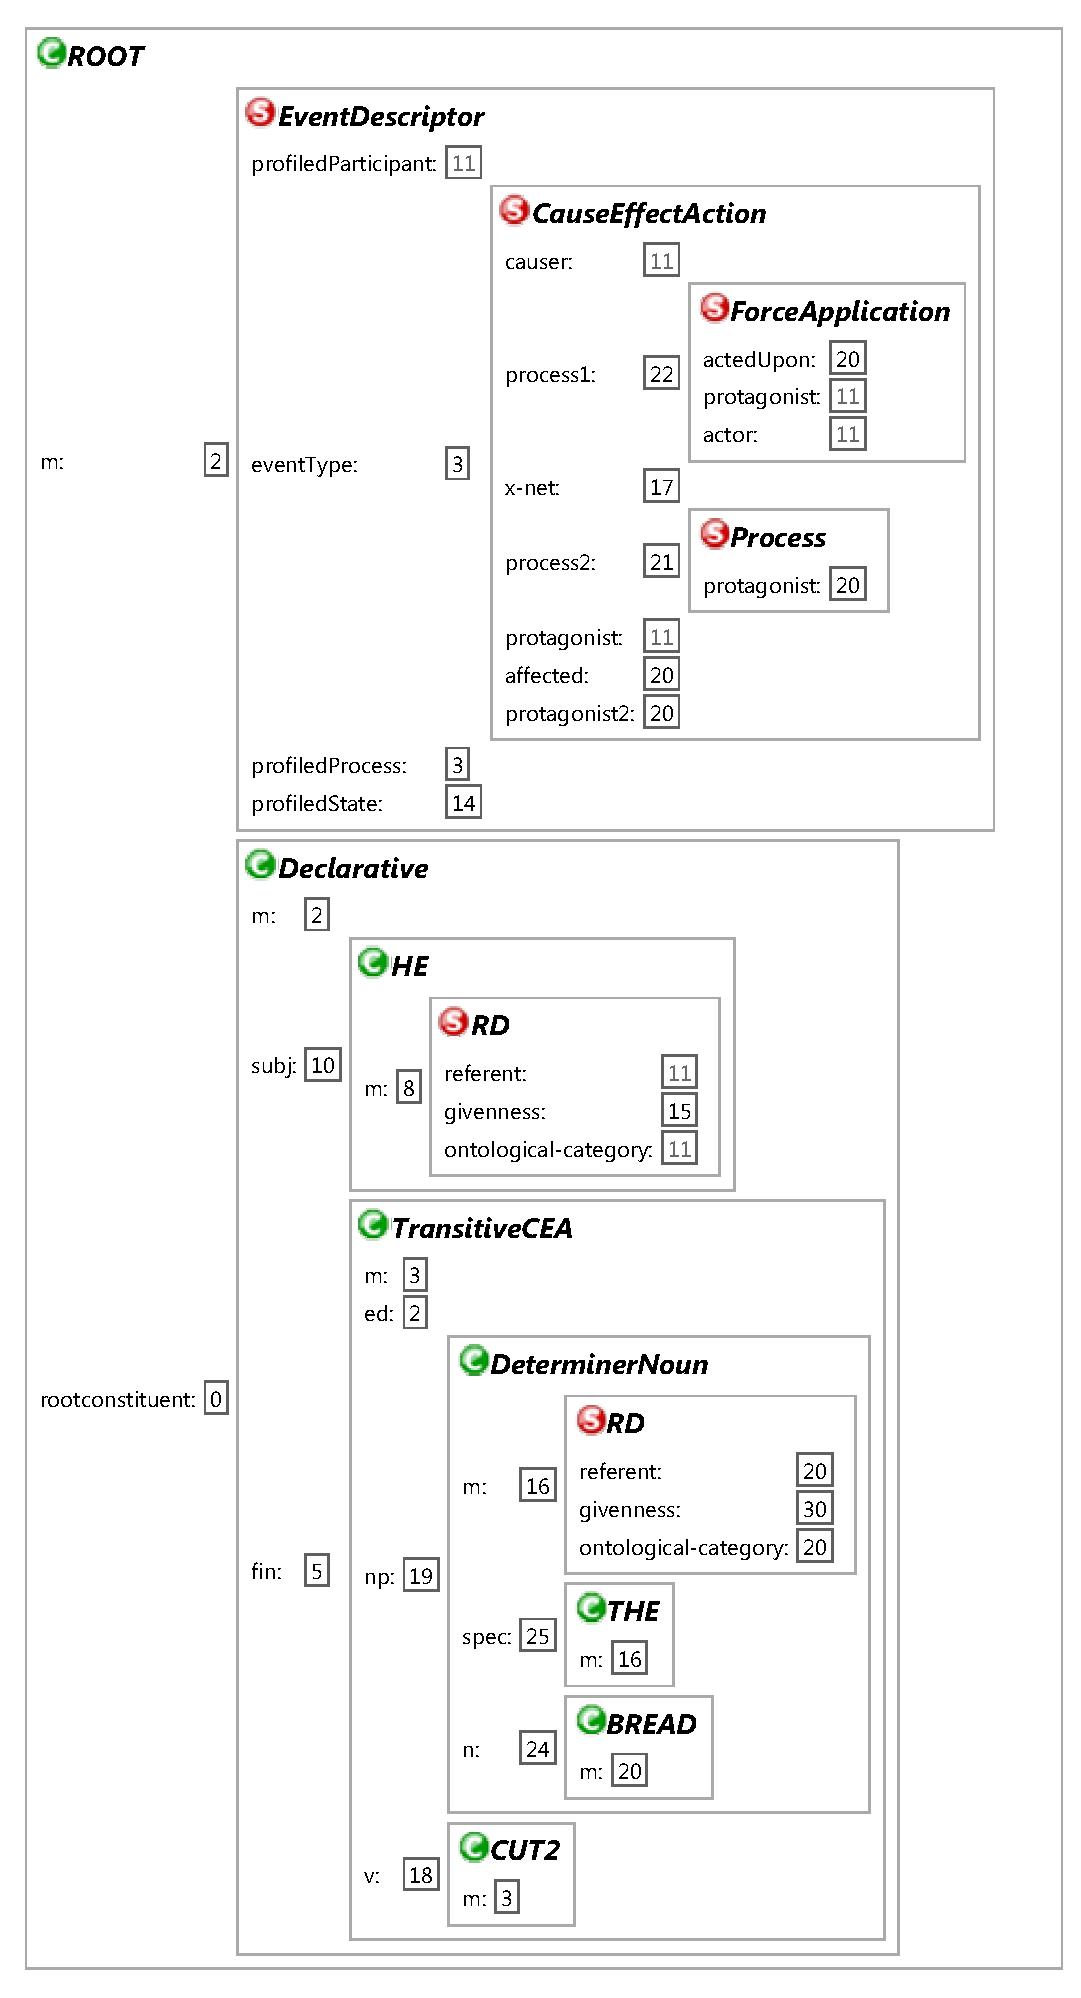 C ROOT
S EventDescriptor
profiledParticipant: 11
S CauseEffectAction
causer: 11
S ForceApplication
actedUpon: 20
process1: 22
protagonist: 11
actor: 11
m: 2
eventType: 3
x-net: 17
S Process
process2: 21
protagonist: 20
protagonist: 11
affected: 20
protagonist2: 20
profiledProcess: 3
profiledState: 14
C Declarative
m: 2
C HE
S RD
subj: 10
referent: 11
m: 8
givenness: 15
ontological-category: 11
C TransitiveCEA
m: 3
ed: 2
C DeterminerNoun
rootconstituent: 0
S RD
referent: 20
m: 16
givenness: 30
ontological-category: 20
fin: 5
np: 19
C THE
spec: 25
m: 16
C BREAD
n: 24
m: 20
C CUT2
v: 18
m: 3